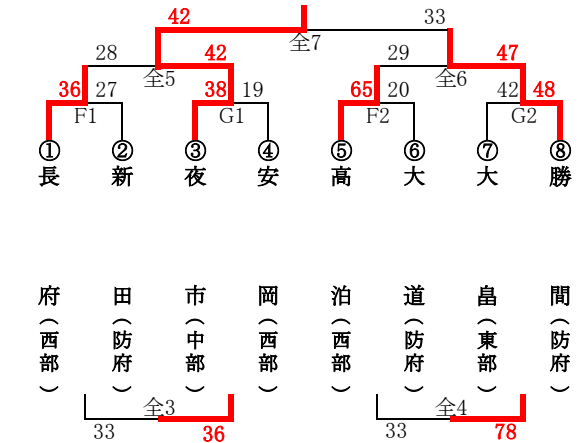 42 33
全7
28 42 29 47
全5 全6
36 27 38 19 65 20 42 48
F1 G1 F2 G2
① ② ③ ④ ⑤ ⑥ ⑦ ⑧
長府(西部)
新田(防府)
夜市(中部)
安岡(西部)
高泊(西部)
大道(防府)
大畠(東部)
勝間(防府)
全3 全4
33 36 33 78